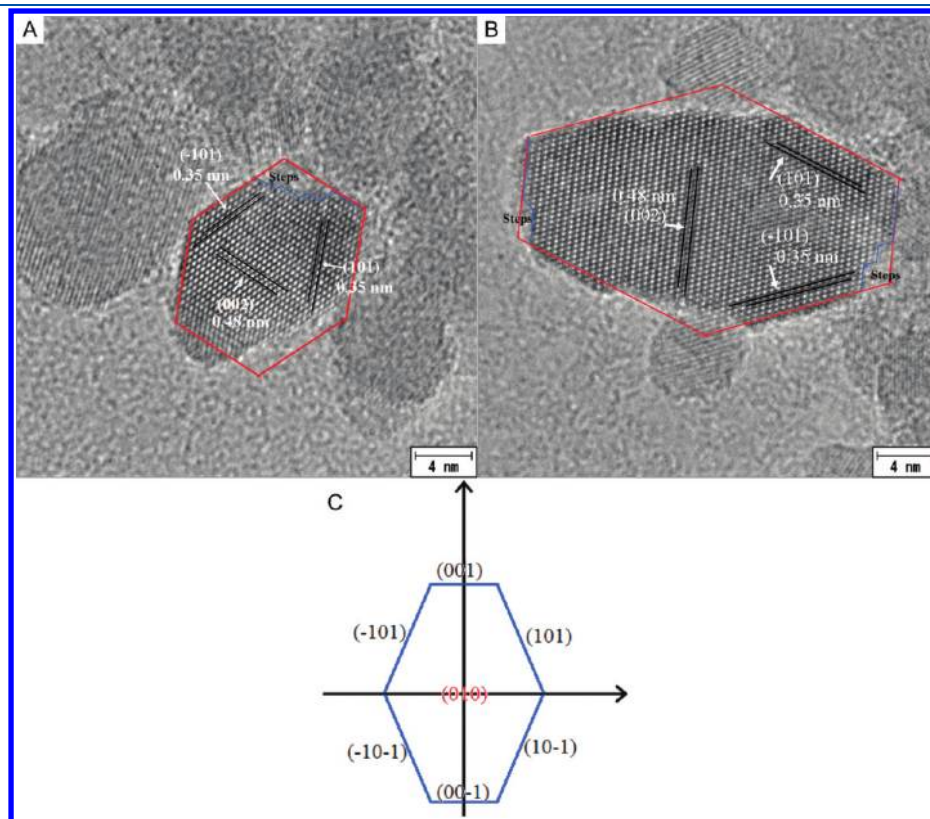 A
(-101)
0.35 nm
Steps
(101)
0.35 nm
(002)
0.48 nm
4 nm
B
(101)
0.35 nm
0.48 nm
(002)
Steps
(-101)
0.35 nm
Steps
4 nm
C
(001)
(-101)
(101)
(010)
(-10-1)
(10-1)
(00-1)